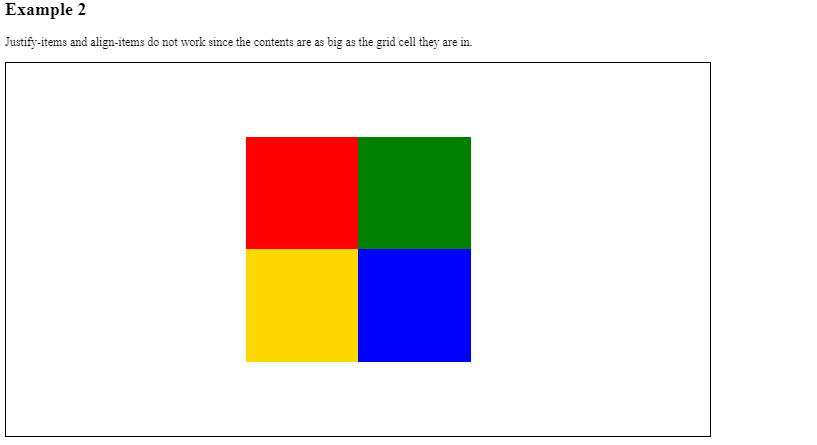 Example 2
Justify-items and align-items do not work since the contents are as big as the grid cell they are in.